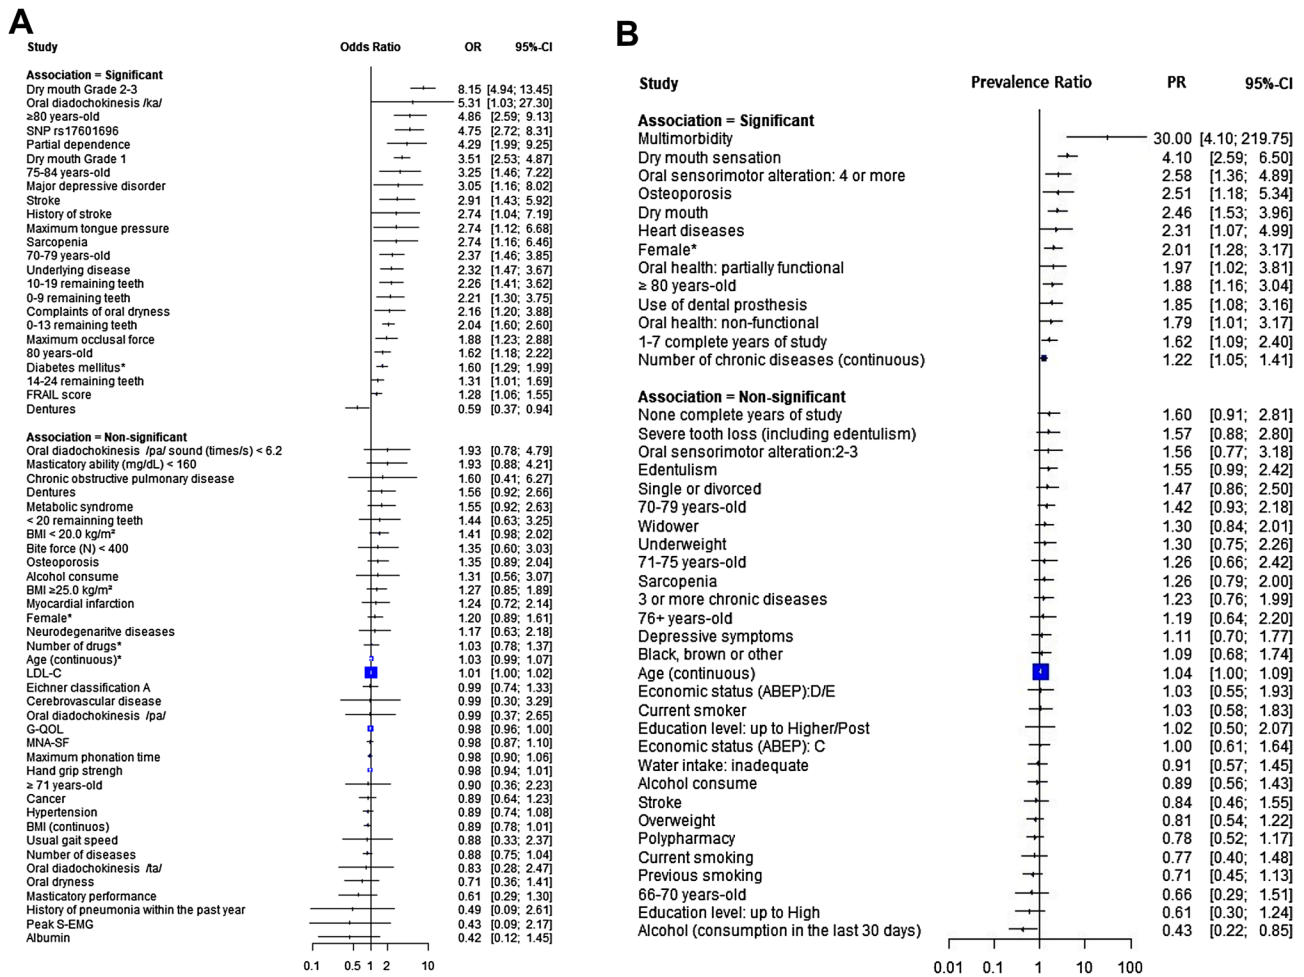 A
Study Odds Ratio OR 95%-CI
Association = Significant
Dry mouth Grade 2-3 8.15 [4.94; 13.45]
Oral diadochokinesis /ka/ 5.31 [1.03; 27.30]
≥80 years-old 4.86 [2.59; 9.13]
SNP rs17601696 4.75 [2.72; 8.31]
Partial dependence 4.29 [1.99; 9.25]
Dry mouth Grade 1 3.51 [2.53; 4.87]
75-84 years-old 3.25 [1.46; 7.22]
Major depressive disorder 3.05 [1.16; 8.02]
Stroke 2.91 [1.43; 5.92]
History of stroke 2.74 [1.04; 7.19]
Maximum tongue pressure 2.74 [1.12; 6.68]
Sarcopenia 2.74 [1.16; 6.46]
70-79 years-old 2.37 [1.46; 3.85]
Underlying disease 2.32 [1.47; 3.67]
10-19 remaining teeth 2.26 [1.41; 3.62]
0-9 remaining teeth 2.21 [1.30; 3.75]
Complaints of oral dryness 2.16 [1.20; 3.88]
0-13 remaining teeth 2.04 [1.60; 2.60]
Maximum occlusal force 1.88 [1.23; 2.88]
80 years-old 1.62 [1.18; 2.22]
Diabetes mellitus* 1.60 [1.29; 1.99]
14-24 remaining teeth 1.31 [1.01; 1.69]
FRAIL score 1.28 [1.06; 1.55]
Dentures 0.59 [0.37; 0.94]
Association = Non-significant
Oral diadochokinesis /pa/ sound (times/s) < 6.2 1.93 [0.78; 4.79]
Masticatory ability (mg/dL) < 160 1.93 [0.88; 4.21]
Chronic obstructive pulmonary disease 1.60 [0.41; 6.27]
Dentures 1.56 [0.92; 2.66]
Metabolic syndrome 1.55 [0.92; 2.63]
< 20 remainning teeth 1.44 [0.63; 3.25]
BMI < 20.0 kg/m² 1.41 [0.98; 2.02]
Bite force (N) < 400 1.35 [0.60; 3.03]
Osteoporosis 1.35 [0.89; 2.04]
Alcohol consume 1.31 [0.56; 3.07]
BMI ≥25.0 kg/m² 1.27 [0.85; 1.89]
Myocardial infarction 1.24 [0.72; 2.14]
Female* 1.20 [0.89; 1.61]
Neurodegenaritve diseases 1.17 [0.63; 2.18]
Number of drugs* 1.03 [0.78; 1.37]
Age (continuous)* 1.03 [0.99; 1.07]
LDL-C 1.01 [1.00; 1.02]
Eichner classification A 0.99 [0.74; 1.33]
Cerebrovascular disease 0.99 [0.30; 3.29]
Oral diadochokinesis /pa/ 0.99 [0.37; 2.65]
G-QOL 0.98 [0.96; 1.00]
MNA-SF 0.98 [0.87; 1.10]
Maximum phonation time 0.98 [0.90; 1.06]
Hand grip strengh 0.98 [0.94; 1.01]
≥ 71 years-old 0.90 [0.36; 2.23]
Cancer 0.89 [0.64; 1.23]
Hypertension 0.89 [0.74; 1.08]
BMI (continuos) 0.89 [0.78; 1.01]
Usual gait speed 0.88 [0.33; 2.37]
Number of diseases 0.88 [0.75; 1.04]
Oral diadochokinesis /ta/ 0.83 [0.28; 2.47]
Oral dryness 0.71 [0.36; 1.41]
Masticatory performance 0.61 [0.29; 1.30]
History of pneumonia within the past year 0.49 [0.09; 2.61]
Peak S-EMG 0.43 [0.09; 2.17]
Albumin 0.42 [0.12; 1.45]
0.1 0.5 1 2 10
B
Study Prevalence Ratio PR 95%-CI
Association = Significant
Multimorbidity 30.00 [4.10; 219.75]
Dry mouth sensation 4.10 [2.59; 6.50]
Oral sensorimotor alteration: 4 or more 2.58 [1.36; 4.89]
Osteoporosis 2.51 [1.18; 5.34]
Dry mouth 2.46 [1.53; 3.96]
Heart diseases 2.31 [1.07; 4.99]
Female* 2.01 [1.28; 3.17]
Oral health: partially functional 1.97 [1.02; 3.81]
≥ 80 years-old 1.88 [1.16; 3.04]
Use of dental prosthesis 1.85 [1.08; 3.16]
Oral health: non-functional 1.79 [1.01; 3.17]
1-7 complete years of study 1.62 [1.09; 2.40]
Number of chronic diseases (continuous) 1.22 [1.05; 1.41]
Association = Non-significant
None complete years of study 1.60 [0.91; 2.81]
Severe tooth loss (including edentulism) 1.57 [0.88; 2.80]
Oral sensorimotor alteration:2-3 1.56 [0.77; 3.18]
Edentulism 1.55 [0.99; 2.42]
Single or divorced 1.47 [0.86; 2.50]
70-79 years-old 1.42 [0.93; 2.18]
Widower 1.30 [0.84; 2.01]
Underweight 1.30 [0.75; 2.26]
71-75 years-old 1.26 [0.66; 2.42]
Sarcopenia 1.26 [0.79; 2.00]
3 or more chronic diseases 1.23 [0.76; 1.99]
76+ years-old 1.19 [0.64; 2.20]
Depressive symptoms 1.11 [0.70; 1.77]
Black, brown or other 1.09 [0.68; 1.74]
Age (continuous) 1.04 [1.00; 1.09]
Economic status (ABEP):D/E 1.03 [0.55; 1.93]
Current smoker 1.03 [0.58; 1.83]
Education level: up to Higher/Post 1.02 [0.50; 2.07]
Economic status (ABEP): C 1.00 [0.61; 1.64]
Water intake: inadequate 0.91 [0.57; 1.45]
Alcohol consume 0.89 [0.56; 1.43]
Stroke 0.84 [0.46; 1.55]
Overweight 0.81 [0.54; 1.22]
Polypharmacy 0.78 [0.52; 1.17]
Current smoking 0.77 [0.40; 1.48]
Previous smoking 0.71 [0.45; 1.13]
66-70 years-old 0.66 [0.29; 1.51]
Education level: up to High 0.61 [0.30; 1.24]
Alcohol (consumption in the last 30 days) 0.43 [0.22; 0.85]
0.01 0.1 1 10 100